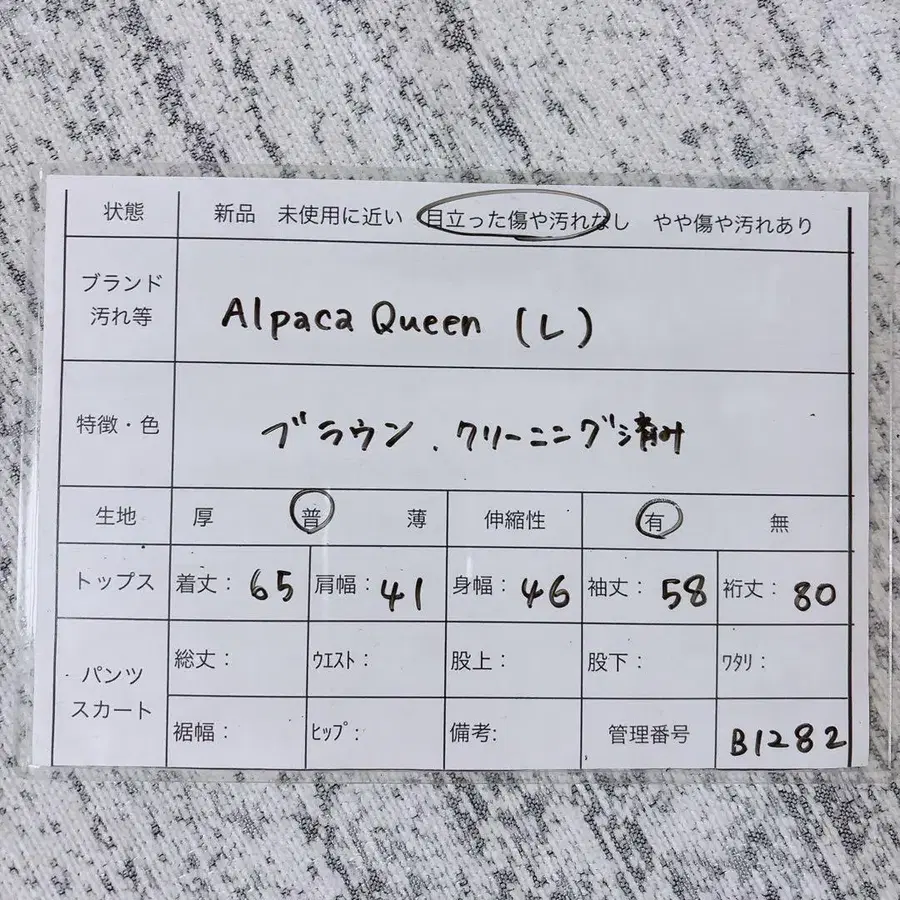 状態 新品 未使用に近い 目立った傷や汚れなし やや傷や汚れあり
ブランド
汚れ等
Alpaca Queen (L)
特徴・色 ブラウン、クリーニング済み
生地 厚 普 薄 伸縮性 有 無
トップス 着丈: 65 肩幅: 41 身幅: 46 袖丈: 58 裄丈: 80
パンツ
スカート
総丈: ウエスト: 股上: 股下: ワタリ:
裾幅: ヒップ: 備考: 管理番号 B1282